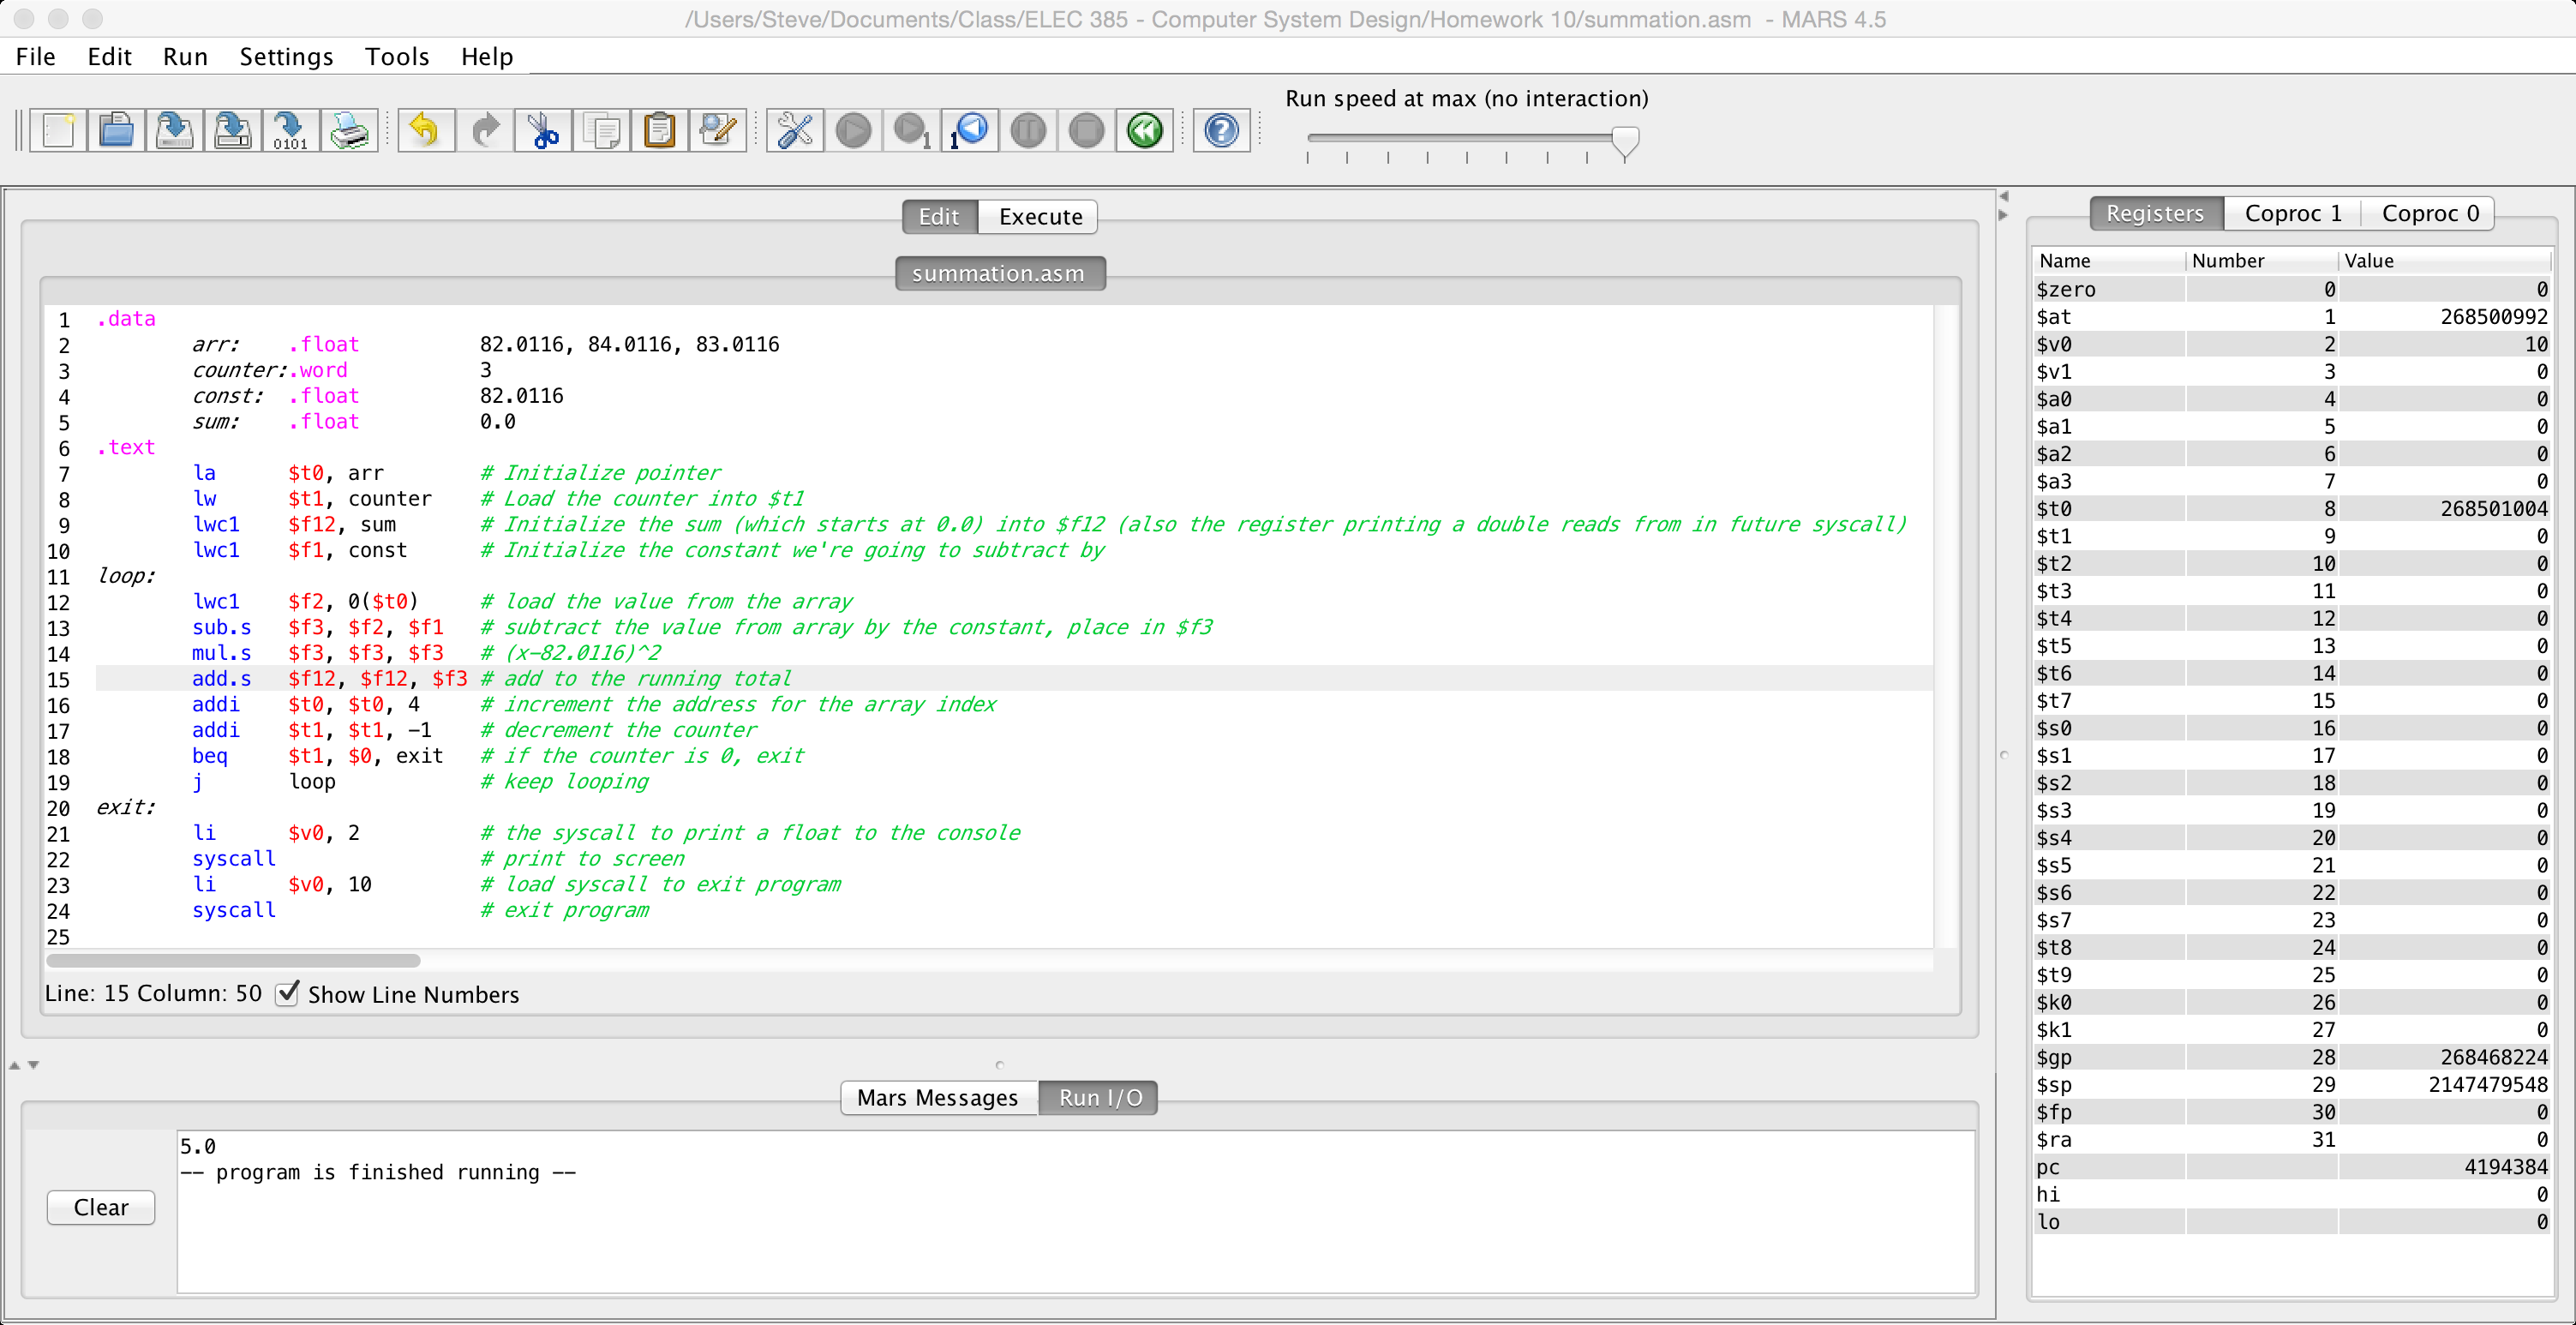 /Users/Steve/Documents/Class/ELEC 385 - Computer System Design/Homework 10/summation.asm - MARS 4.5
File Edit Run Settings Tools Help
Run speed at max (no interaction)
0101
1 1
Edit Execute
summation.asm
1 .data
2 arr: .float 82.0116, 84.0116, 83.0116
3 counter:.word 3
4 const: .float 82.0116
5 sum: .float 0.0
6 .text
7 la $t0, arr # Initialize pointer
8 lw $t1, counter # Load the counter into $t1
9 lwc1 $f12, sum # Initialize the sum (which starts at 0.0) into $f12 (also the register printing a double reads from in future syscall)
10 lwc1 $f1, const # Initialize the constant we're going to subtract by
11 loop:
12 lwc1 $f2, 0($t0) # load the value from the array
13 sub.s $f3, $f2, $f1 # subtract the value from array by the constant, place in $f3
14 mul.s $f3, $f3, $f3 # (x-82.0116)^2
15 add.s $f12, $f12, $f3 # add to the running total
16 addi $t0, $t0, 4 # increment the address for the array index
17 addi $t1, $t1, -1 # decrement the counter
18 beq $t1, $0, exit # if the counter is 0, exit
19 j loop # keep looping
20 exit:
21 li $v0, 2 # the syscall to print a float to the console
22 syscall # print to screen
23 li $v0, 10 # load syscall to exit program
24 syscall # exit program
25
Line: 15 Column: 50 Show Line Numbers
Mars Messages Run I/O
5.0
-- program is finished running --
Clear
Registers Coproc 1 Coproc 0
Name Number Value
$zero 0 0
$at 1 268500992
$v0 2 10
$v1 3 0
$a0 4 0
$a1 5 0
$a2 6 0
$a3 7 0
$t0 8 268501004
$t1 9 0
$t2 10 0
$t3 11 0
$t4 12 0
$t5 13 0
$t6 14 0
$t7 15 0
$s0 16 0
$s1 17 0
$s2 18 0
$s3 19 0
$s4 20 0
$s5 21 0
$s6 22 0
$s7 23 0
$t8 24 0
$t9 25 0
$k0 26 0
$k1 27 0
$gp 28 268468224
$sp 29 2147479548
$fp 30 0
$ra 31 0
pc 4194384
hi 0
lo 0